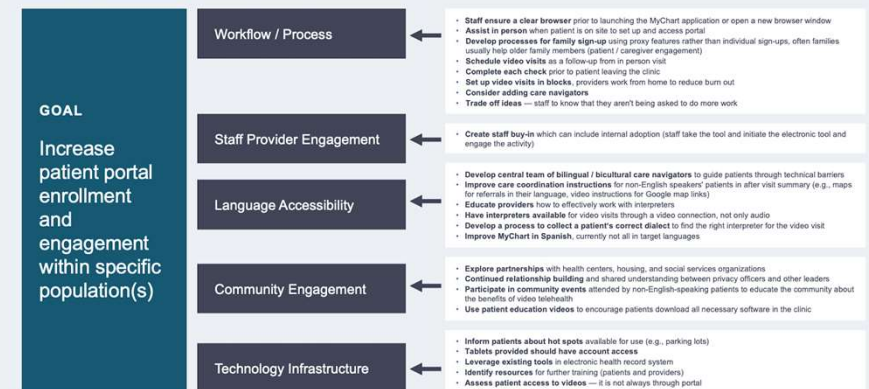 GOAL
Increase
patient portal
enrollment
and
engagement
within specific
population(s)
Workflow / Process
• Staff ensure a clear browser prior to launching the MyChart application or open a new browser window
• Assist in person when patient is on site to set up and access portal
• Develop processes for family sign-up using proxy features rather than individual sign-ups, often families
usually help older family members (patient / caregiver engagement)
• Schedule video visits as a follow-up from in person visit
• Complete each check prior to patient leaving the clinic
• Set up video visits in blocks, providers work from home to reduce burn out
• Consider adding care navigators
• Trade off ideas — staff to know that they aren't being asked to do more work
Staff Provider Engagement
• Create staff buy-in which can include internal adoption (staff take the tool and initiate the electronic tool and
engage the activity)
Language Accessibility
• Develop central team of bilingual / bicultural care navigators to guide patients through technical barriers
• Improve care coordination instructions for non-English speakers' patients in after visit summary (e.g., maps
for referrals in their language, video instructions for Google map links)
• Educate providers how to effectively work with interpreters
• Have interpreters available for video visits through a video connection, not only audio
• Develop a process to collect a patient's correct dialect to find the right interpreter for the video visit
• Improve MyChart in Spanish, currently not all in target languages
Community Engagement
• Explore partnerships with health centers, housing, and social services organizations
• Continued relationship building and shared understanding between privacy officers and other leaders
• Participate in community events attended by non-English-speaking patients to educate the community about
the benefits of video telehealth
• Use patient education videos to encourage patients download all necessary software in the clinic
Technology Infrastructure
• Inform patients about hot spots available for use (e.g., parking lots)
• Tablets provided should have account access
• Leverage existing tools in electronic health record system
• Identify resources for further training (patients and providers)
• Assess patient access to videos — it is not always through portal